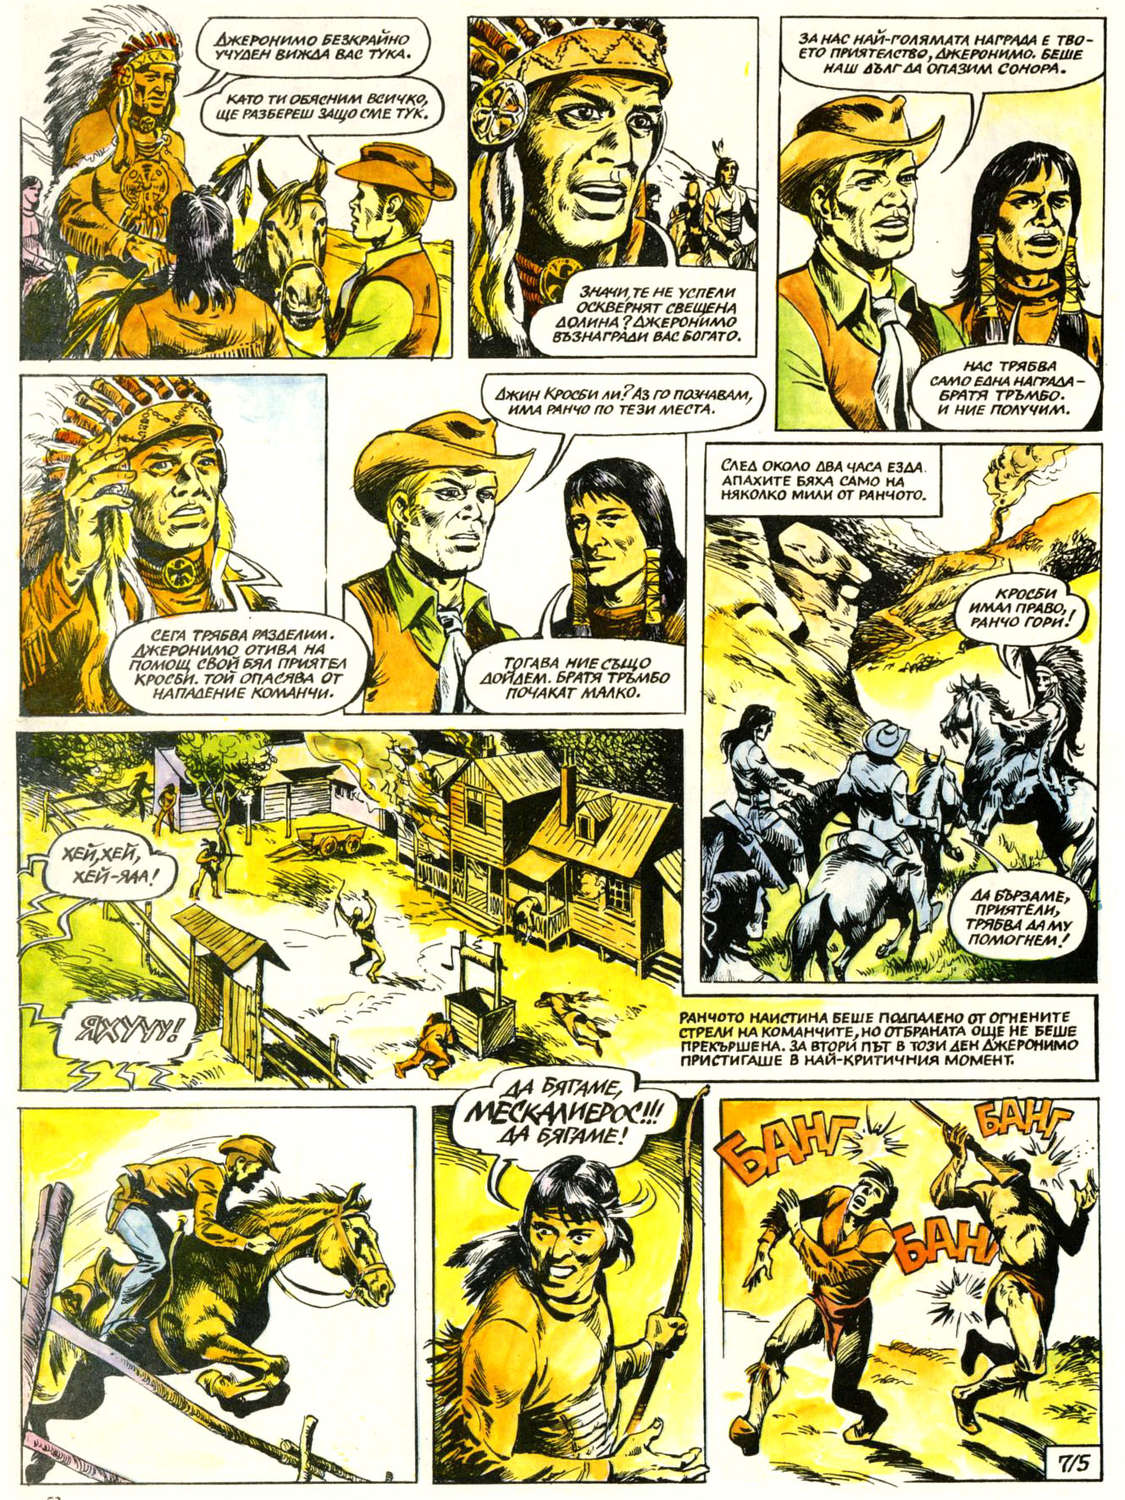 ДЖЕРОНИМО БЕЗКРАЙНО
УЧУДЕН ВИЖДА ВАС ТУКА.
КАТО ТИ ОБЯСНИМ ВСИЧКО,
ЩЕ РАЗБЕРЕШ ЗАЩО СМЕ ТУК.
ЗНАЧИ, ТЕ НЕ УСПЕЛИ
ОСКВЕРНЯТ СВЕЩЕНА
ДОЛИНА? ДЖЕРОНИМО
ВЪЗНАГРАДИ ВАС БОГАТО.
ЗА НАС НАЙ-ГОЛЯМАТА НАГРАДА Е ТВО-
ЕТО ПРИЯТЕЛСТВО, ДЖЕРОНИМО. БЕШЕ
НАШ ДЪЛГ ДА ОПАЗИМ СОНОРА.
НАС ТРЯБВА
САМО ЕДНА НАГРАДА-
БРАТЯ ТРЪМБО.
И НИЕ ПОЛУЧИМ.
СЕГА ТРЯБВА РАЗДЕЛИМ.
ДЖЕРОНИМО ОТИВА НА
ПОМОЩ СВОЙ БЯЛ ПРИЯТЕЛ
КРОСБИ. ТОЙ ОПАСЯВА ОТ
НАПАДЕНИЕ КОМАНЧИ.
ДЖИН КРОСБИ ЛИ? АЗ ГО ПОЗНАВАМ,
ИМА РАНЧО ПО ТЕЗИ МЕСТА.
ТОГАВА НИЕ СЪЩО
ДОЙДЕМ. БРАТЯ ТРЪМБО
ПОЧАКАТ МАЛКО.
СЛЕД ОКОЛО ДВА ЧАСА ЕЗДА
АПАХИТЕ БЯХА САМО НА
НЯКОЛКО МИЛИ ОТ РАНЧОТО.
КРОСБИ
ИМАЛ ПРАВО,
РАНЧО ГОРИ!
ДА БЪРЗАМЕ,
ПРИЯТЕЛИ,
ТРЯБВА ДА МУ
ПОМОГНЕМ!
ХЕЙ, ХЕЙ,
ХЕЙ-ЯАА!
ЯХУУУ!
РАНЧОТО НАИСТИНА БЕШЕ ПОДПАЛЕНО ОТ ОГНЕНИТЕ
СТРЕЛИ НА КОМАНЧИТЕ, НО ОТБРАНАТА ОЩЕ НЕ БЕШЕ
ПРЕКЪРШЕНА. ЗА ВТОРИ ПЪТ В ТОЗИ ДЕН ДЖЕРОНИМО
ПРИСТИГАШЕ В НАЙ-КРИТИЧНИЯ МОМЕНТ.
ДА БЯГАМЕ,
МЕСКАЛИЕРОС!!!
ДА БЯГАМЕ!
БАНГ
БАНГ
БАНГ
7/5